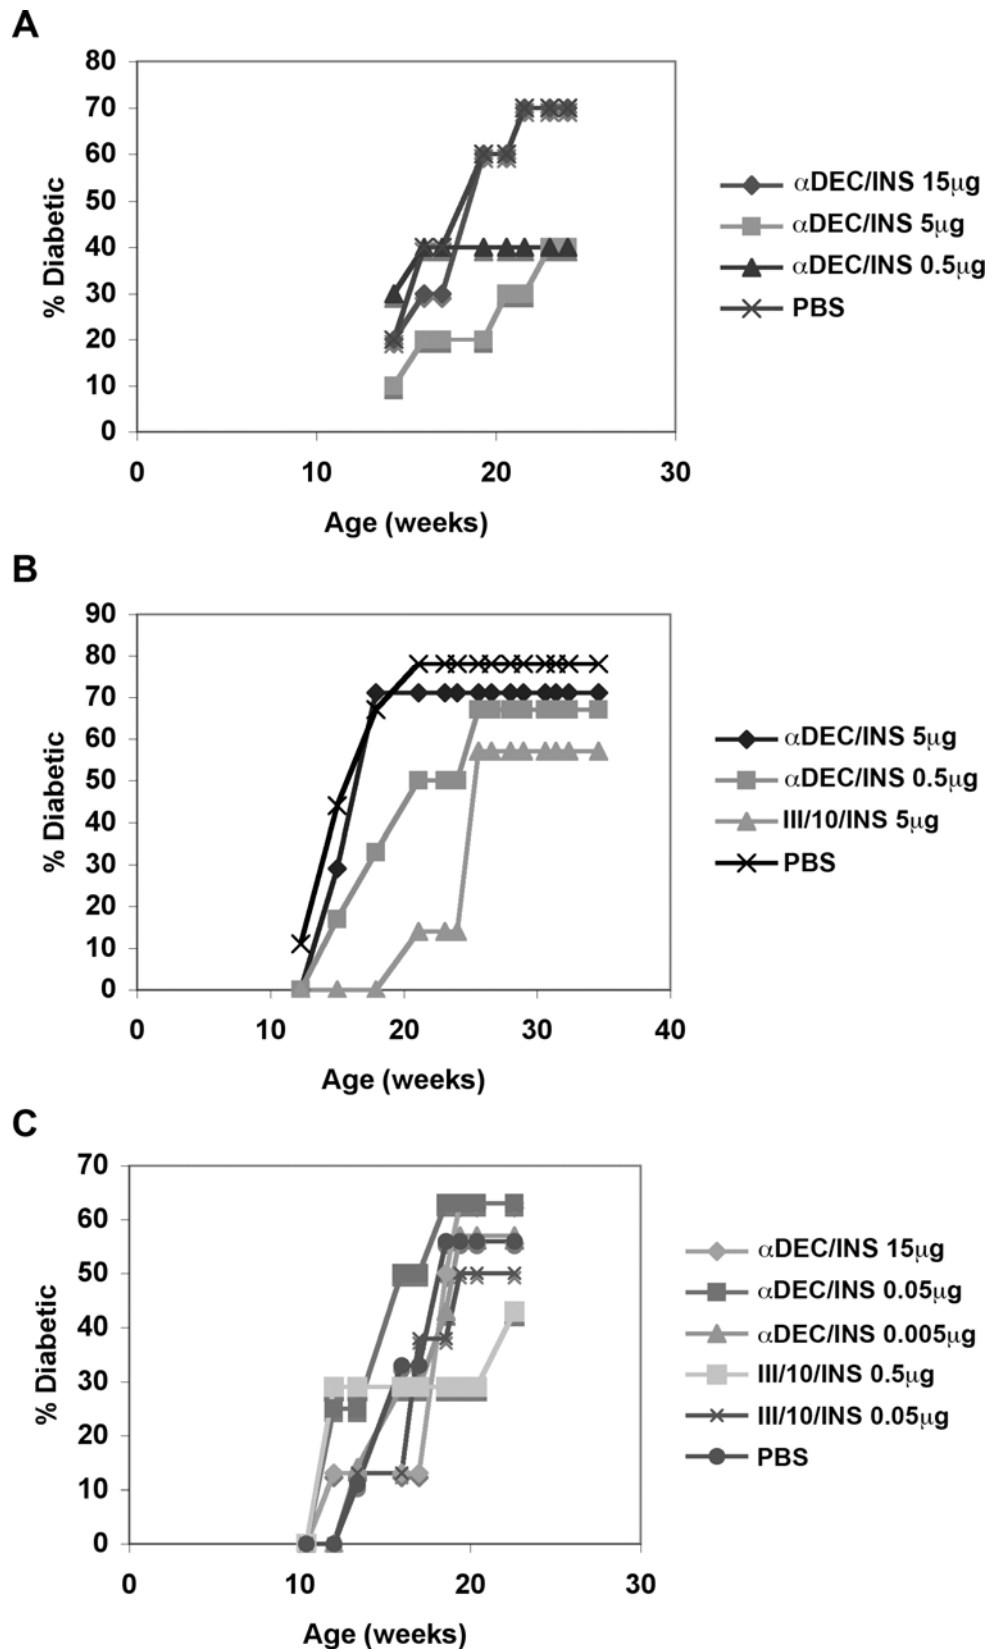 A
80
70
60
50
40
30
20
10
0
% Diabetic
0 10 20 30
Age (weeks)
αDEC/INS 15μg
αDEC/INS 5μg
αDEC/INS 0.5μg
PBS
B
90
80
70
60
50
40
30
20
10
0
% Diabetic
0 10 20 30 40
Age (weeks)
αDEC/INS 5μg
αDEC/INS 0.5μg
III/10/INS 5μg
PBS
C
70
60
50
40
30
20
10
0
% Diabetic
0 10 20 30
Age (weeks)
αDEC/INS 15μg
αDEC/INS 0.05μg
αDEC/INS 0.005μg
III/10/INS 0.5μg
III/10/INS 0.05μg
PBS